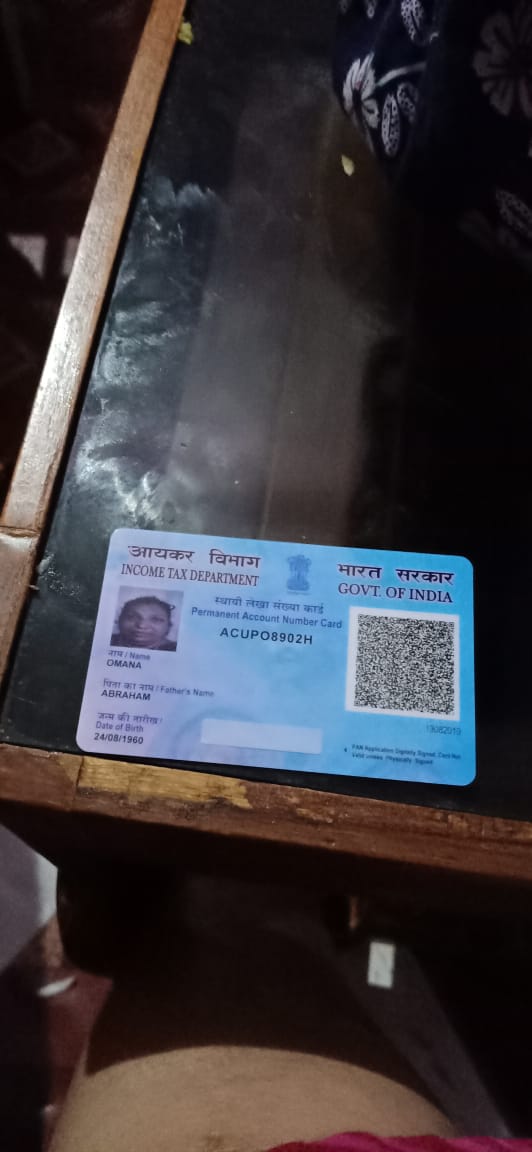 आयकर विभाग
INCOME TAX DEPARTMENT
भारत सरकार
GOVT. OF INDIA
स्थायी लेखा संख्या कार्ड
Permanent Account Number Card
ACUPO8902H
नाम / Name
OMANA
पिता का नाम / Father's Name
ABRAHAM
जन्म की तारीख /
Date of Birth
24/08/1960
13082019
PAN Application Digitally Signed, Card Not
Valid unless Physically Signed